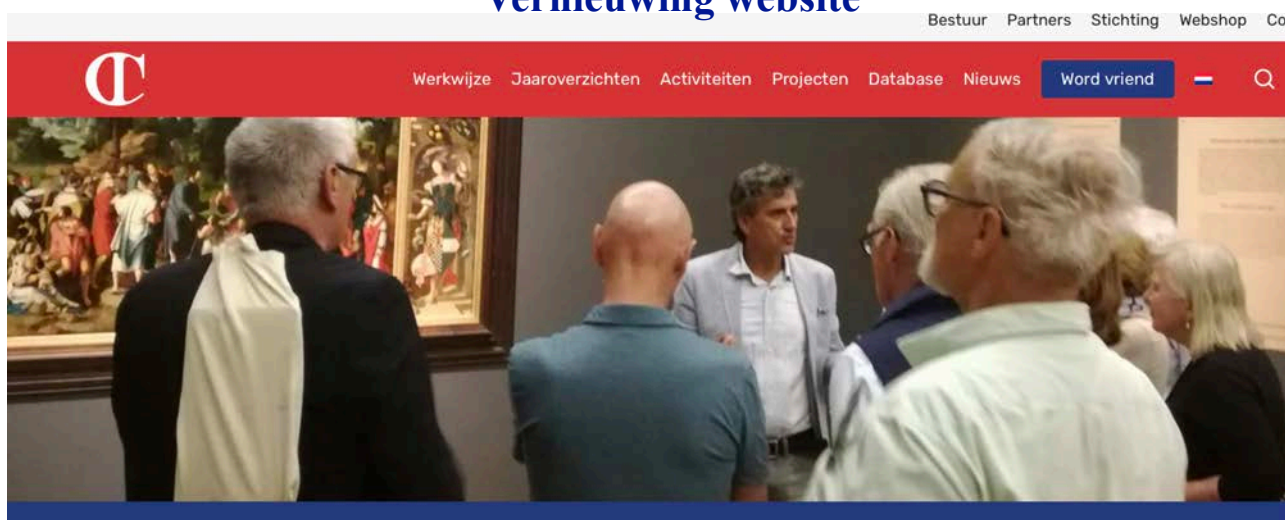 Vernieuwing website
Bestuur Partners Stichting Webshop
Werkwijze Jaaroverzichten Activiteiten Projecten Database Nieuws Word vriend